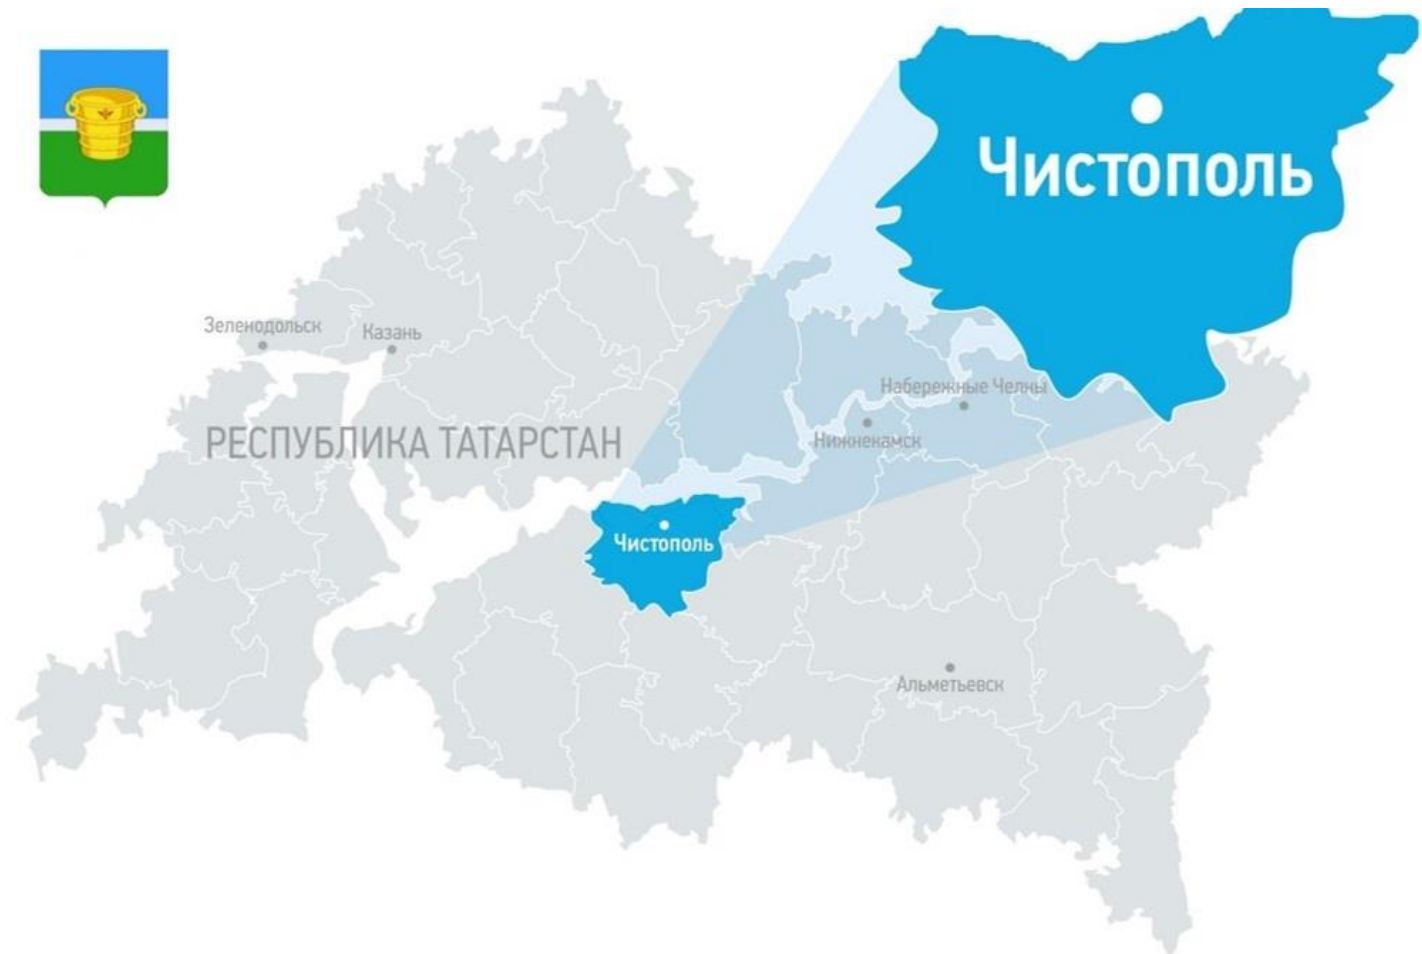 Чистополь
Зеленодольск
Казань
Набережные Челны
Нижнекамск
РЕСПУБЛИКА ТАТАРСТАН
Чистополь
Альметьевск